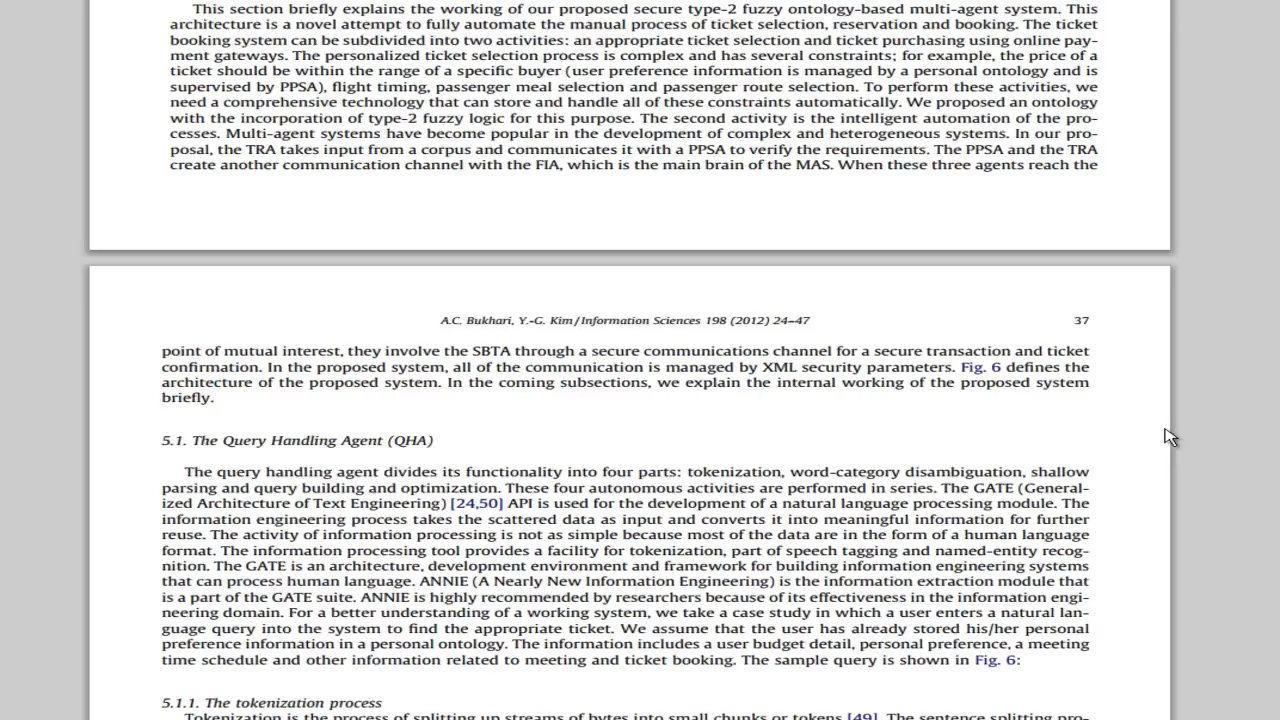 This section briefly explains the working of our proposed secure type-2 fuzzy ontology-based multi-agent system. This
architecture is a novel attempt to fully automate the manual process of ticket selection, reservation and booking. The ticket
booking system can be subdivided into two activities: an appropriate ticket selection and ticket purchasing using online pay-
ment gateways. The personalized ticket selection process is complex and has several constraints; for example, the price of a
ticket should be within the range of a specific buyer (user preference information is managed by a personal ontology and is
supervised by PPSA), flight timing, passenger meal selection and passenger route selection. To perform these activities, we
need a comprehensive technology that can store and handle all of these constraints automatically. We proposed an ontology
with the incorporation of type-2 fuzzy logic for this purpose. The second activity is the intelligent automation of the pro-
cesses. Multi-agent systems have become popular in the development of complex and heterogeneous systems. In our pro-
posal, the TRA takes input from a corpus and communicates it with a PPSA to verify the requirements. The PPSA and the TRA
create another communication channel with the FIA, which is the main brain of the MAS. When these three agents reach the
A.C. Bukhari, Y.-G. Kim / Information Sciences 198 (2012) 24–47 37
point of mutual interest, they involve the SBTA through a secure communications channel for a secure transaction and ticket
confirmation. In the proposed system, all of the communication is managed by XML security parameters. Fig. 6 defines the
architecture of the proposed system. In the coming subsections, we explain the internal working of the proposed system
briefly.
5.1. The Query Handling Agent (QHA)
The query handling agent divides its functionality into four parts: tokenization, word-category disambiguation, shallow
parsing and query building and optimization. These four autonomous activities are performed in series. The GATE (General-
ized Architecture of Text Engineering) [24,50] API is used for the development of a natural language processing module. The
information engineering process takes the scattered data as input and converts it into meaningful information for further
reuse. The activity of information processing is not as simple because most of the data are in the form of a human language
format. The information processing tool provides a facility for tokenization, part of speech tagging and named-entity recog-
nition. The GATE is an architecture, development environment and framework for building information engineering systems
that can process human language. ANNIE (A Nearly New Information Engineering) is the information extraction module that
is a part of the GATE suite. ANNIE is highly recommended by researchers because of its effectiveness in the information engi-
neering domain. For a better understanding of a working system, we take a case study in which a user enters a natural lan-
guage query into the system to find the appropriate ticket. We assume that the user has already stored his/her personal
preference information in a personal ontology. The information includes a user budget detail, personal preference, a meeting
time schedule and other information related to meeting and ticket booking. The sample query is shown in Fig. 6:
5.1.1. The tokenization process
Tokenization is the process of splitting up streams of bytes into small chunks or tokens [49]. The sentence splitting pro-